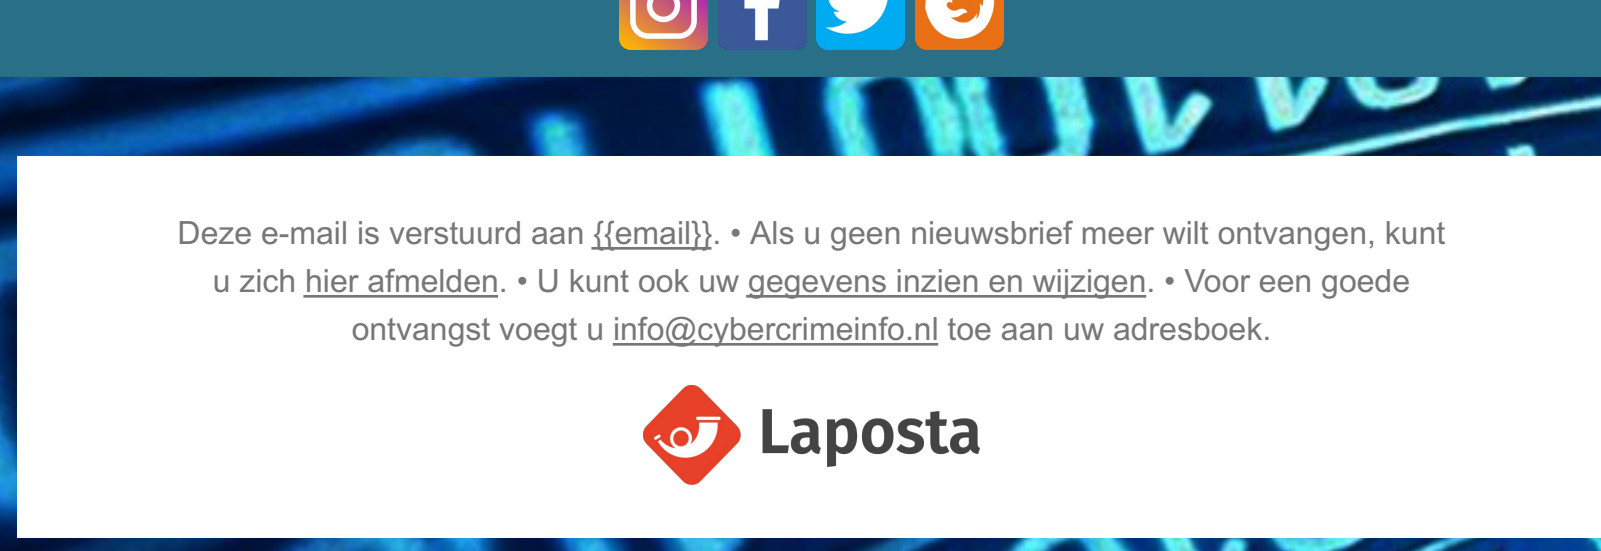 Deze e-mail is verstuurd aan {{email}}. • Als u geen nieuwsbrief meer wilt ontvangen, kunt
u zich hier afmelden. • U kunt ook uw gegevens inzien en wijzigen. • Voor een goede
ontvangst voegt u info@cybercrimeinfo.nl toe aan uw adresboek.
Laposta